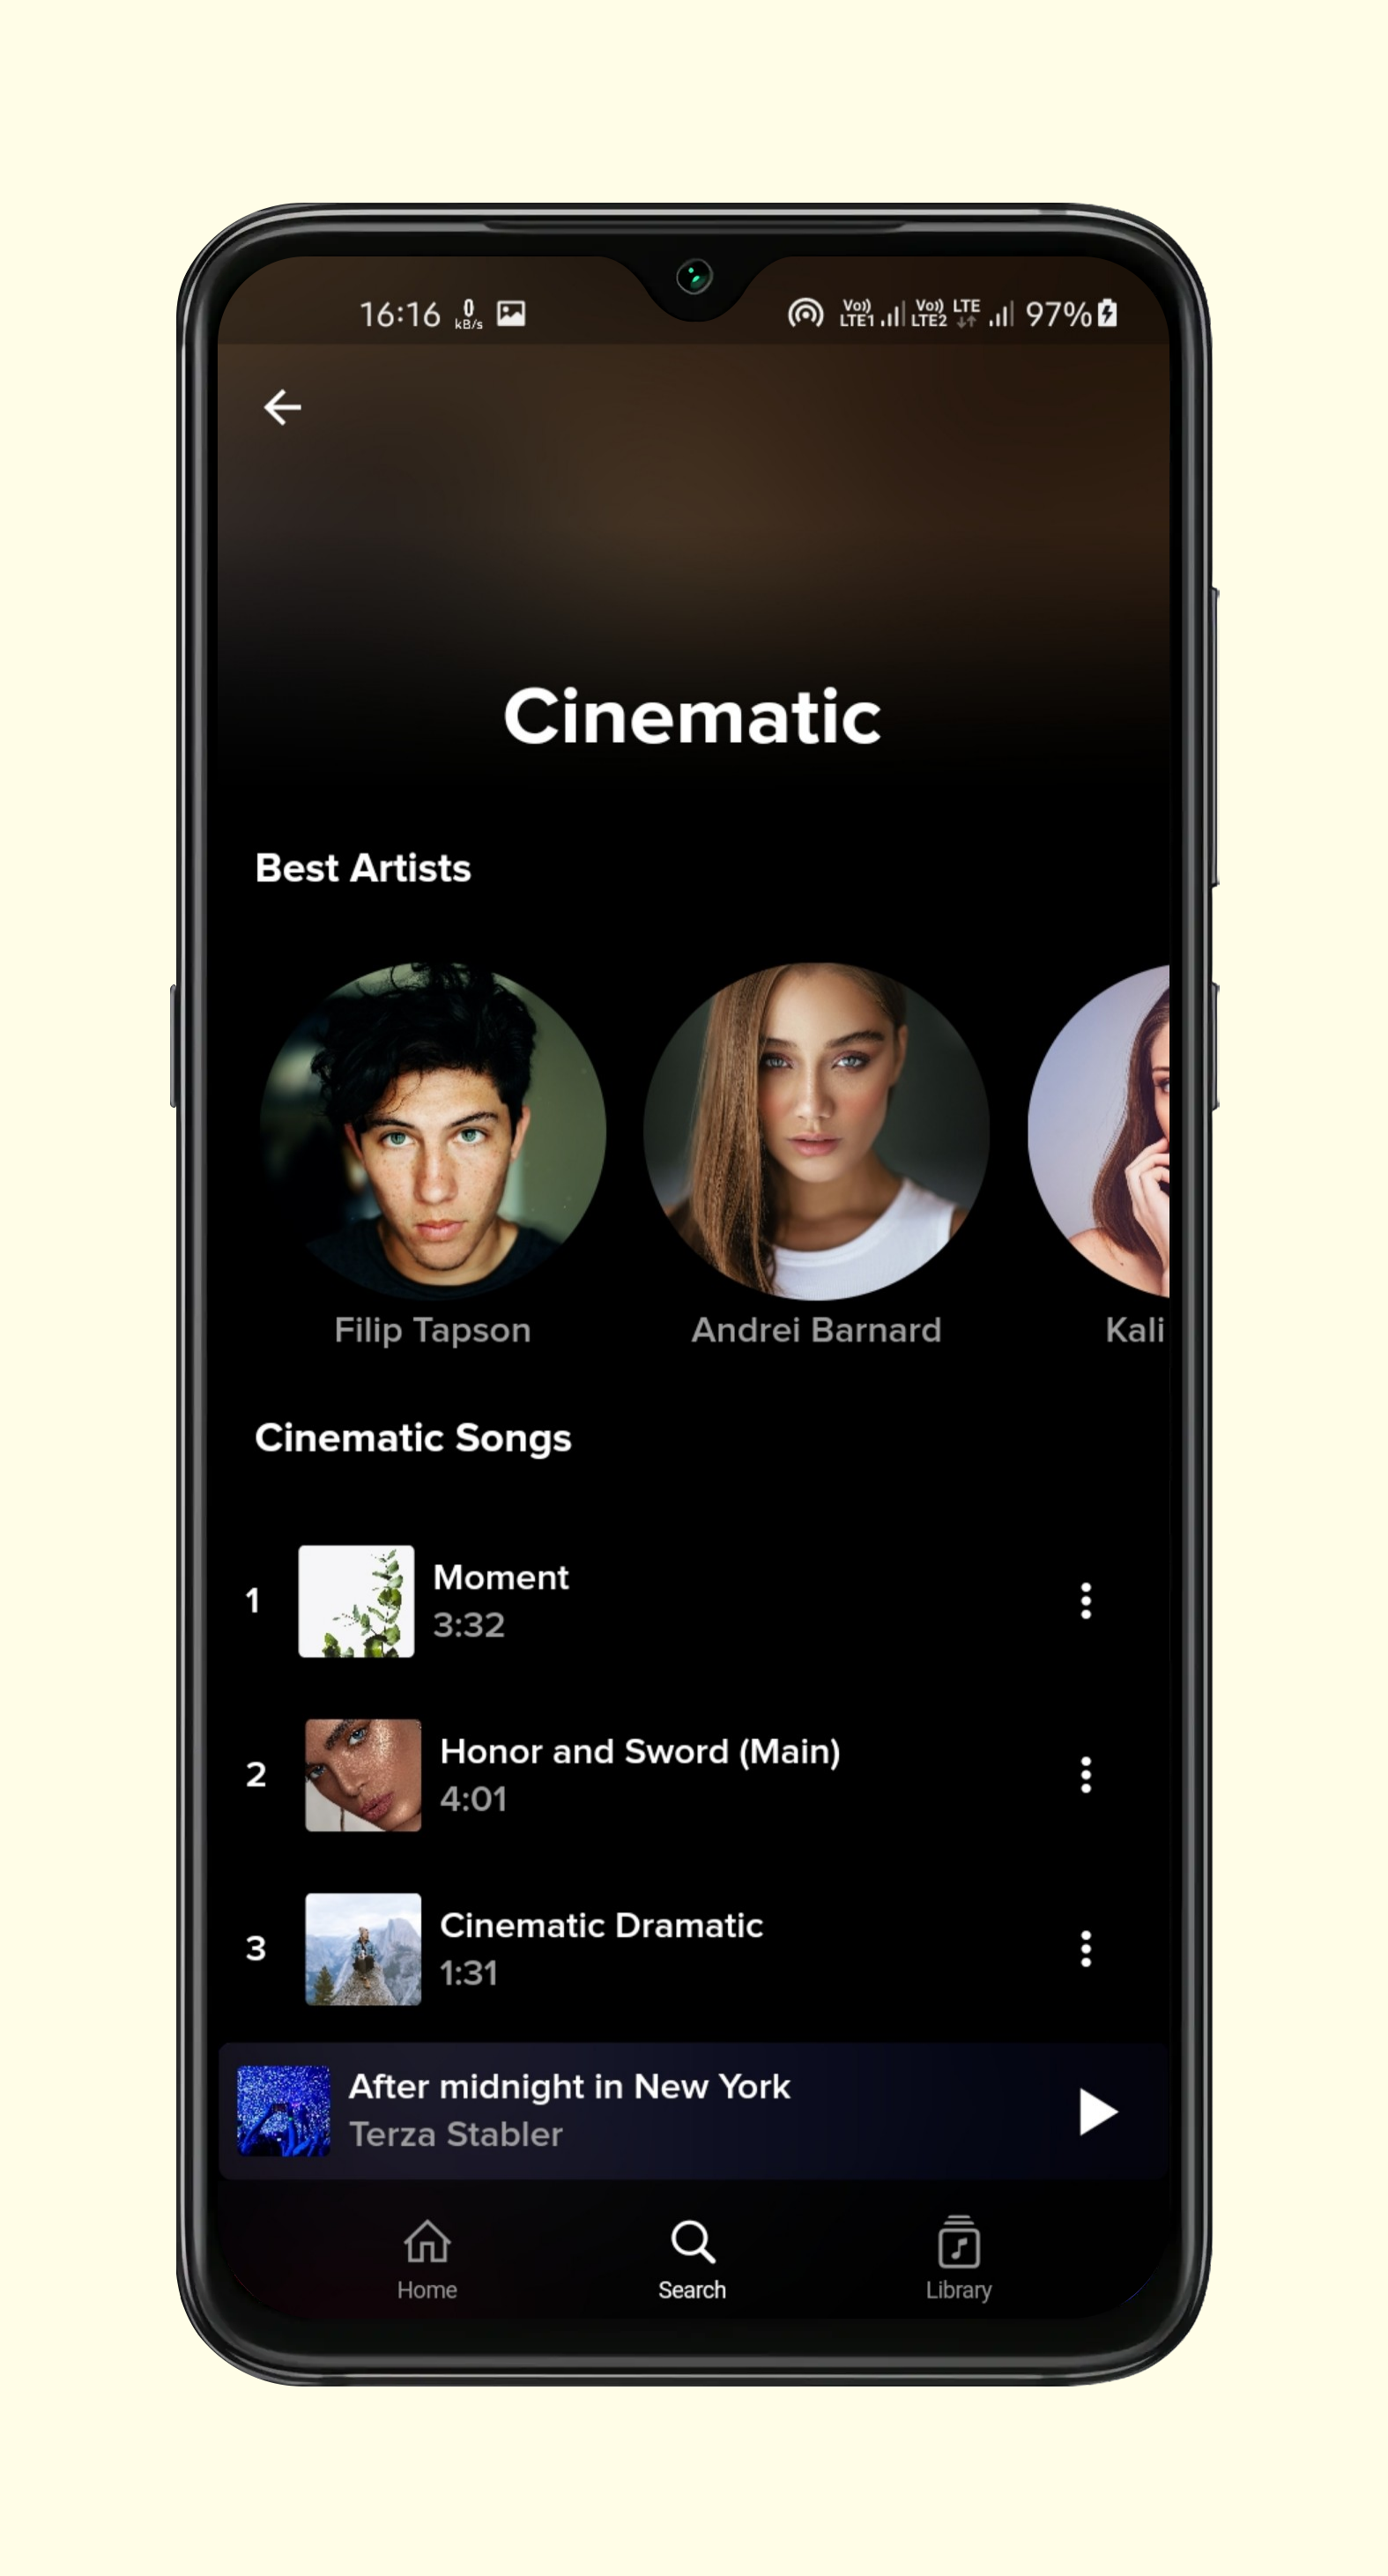 16:16 0 kB/s Vo)) LTE1 Vo)) LTE2 LTE 97%
Cinematic
Best Artists
Filip Tapson
Andrei Barnard
Kali
Cinematic Songs
1
Moment
3:32
2
Honor and Sword (Main)
4:01
3
Cinematic Dramatic
1:31
After midnight in New York
Terza Stabler
Home
Search
Library